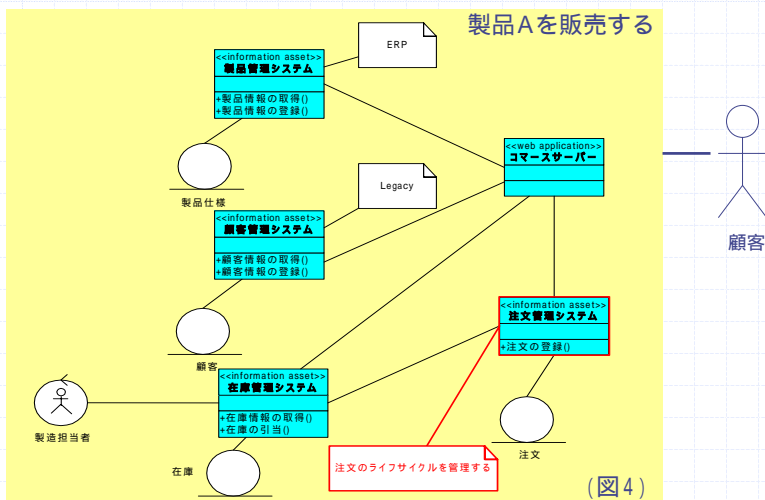 製品Aを販売する
ERP
<<information asset>>
製品管理システム
+製品情報の取得()
+製品情報の登録()
<<web application>>
コマースサーバー
製品仕様
Legacy
<<information asset>>
顧客管理システム
+顧客情報の取得()
+顧客情報の登録()
顧客
<<information asset>>
注文管理システム
+注文の登録()
顧客
<<information asset>>
在庫管理システム
+在庫情報の取得()
+在庫の引当()
製造担当者
在庫
注文のライフサイクルを管理する
注文
(図4)